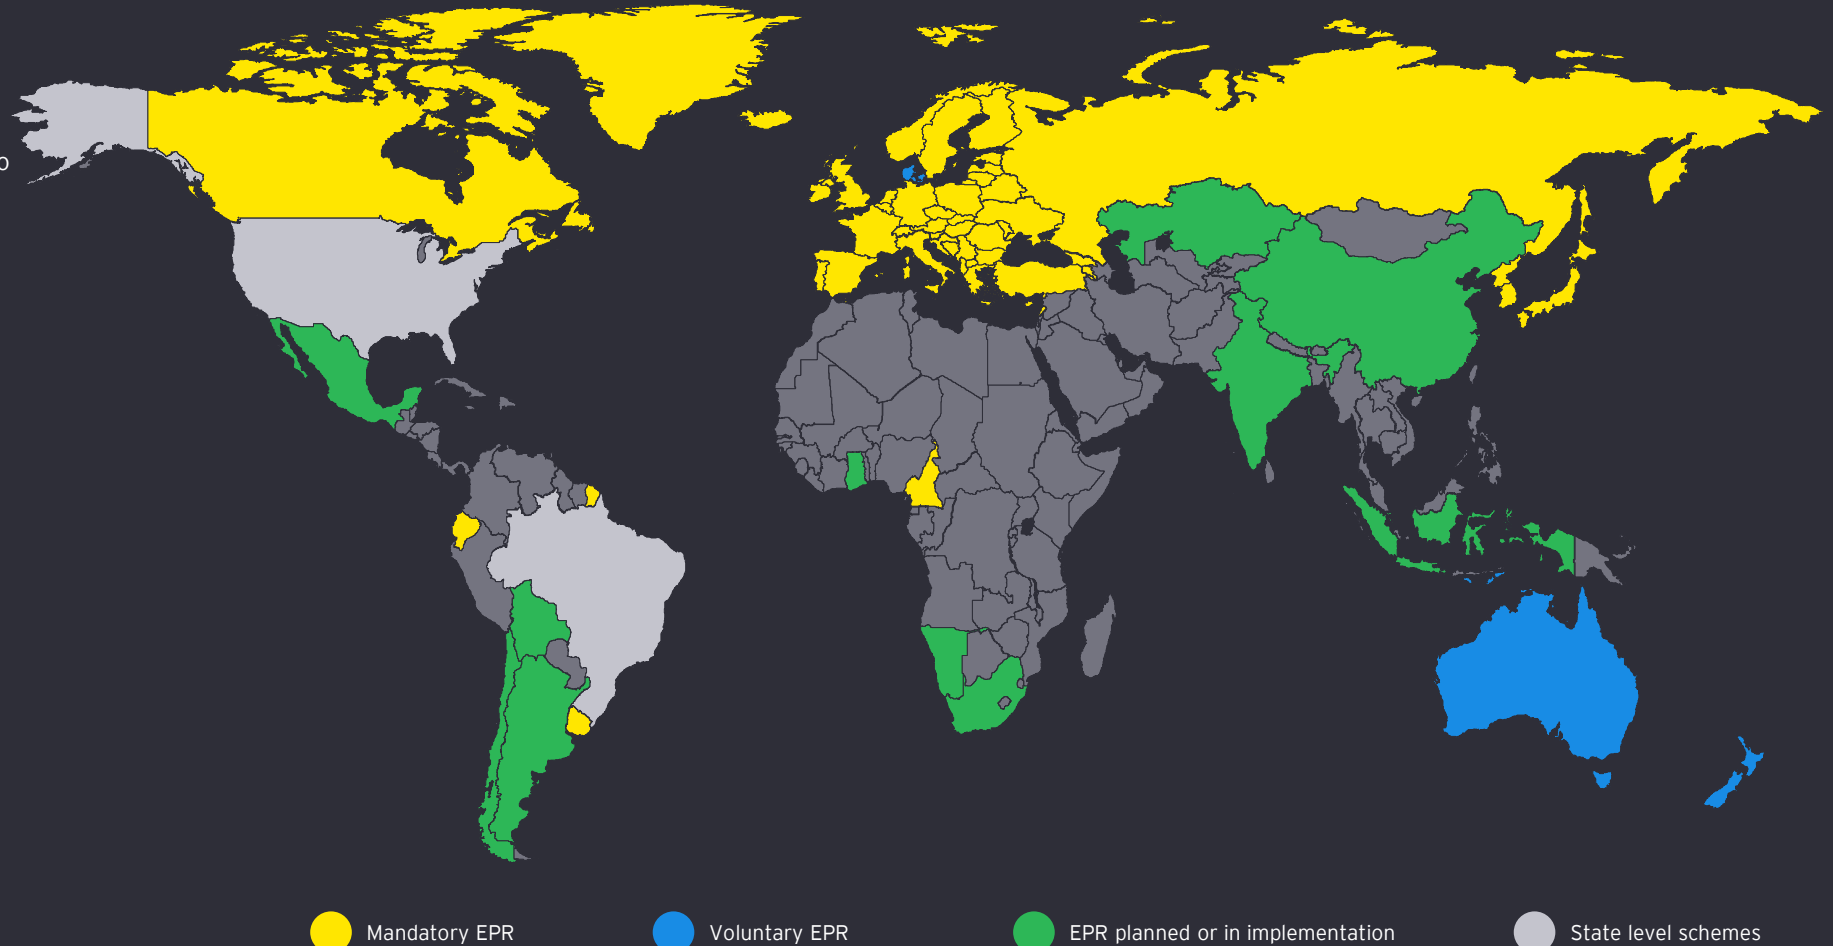 o
Mandatory EPR
Voluntary EPR
EPR planned or in implementation
State level schemes